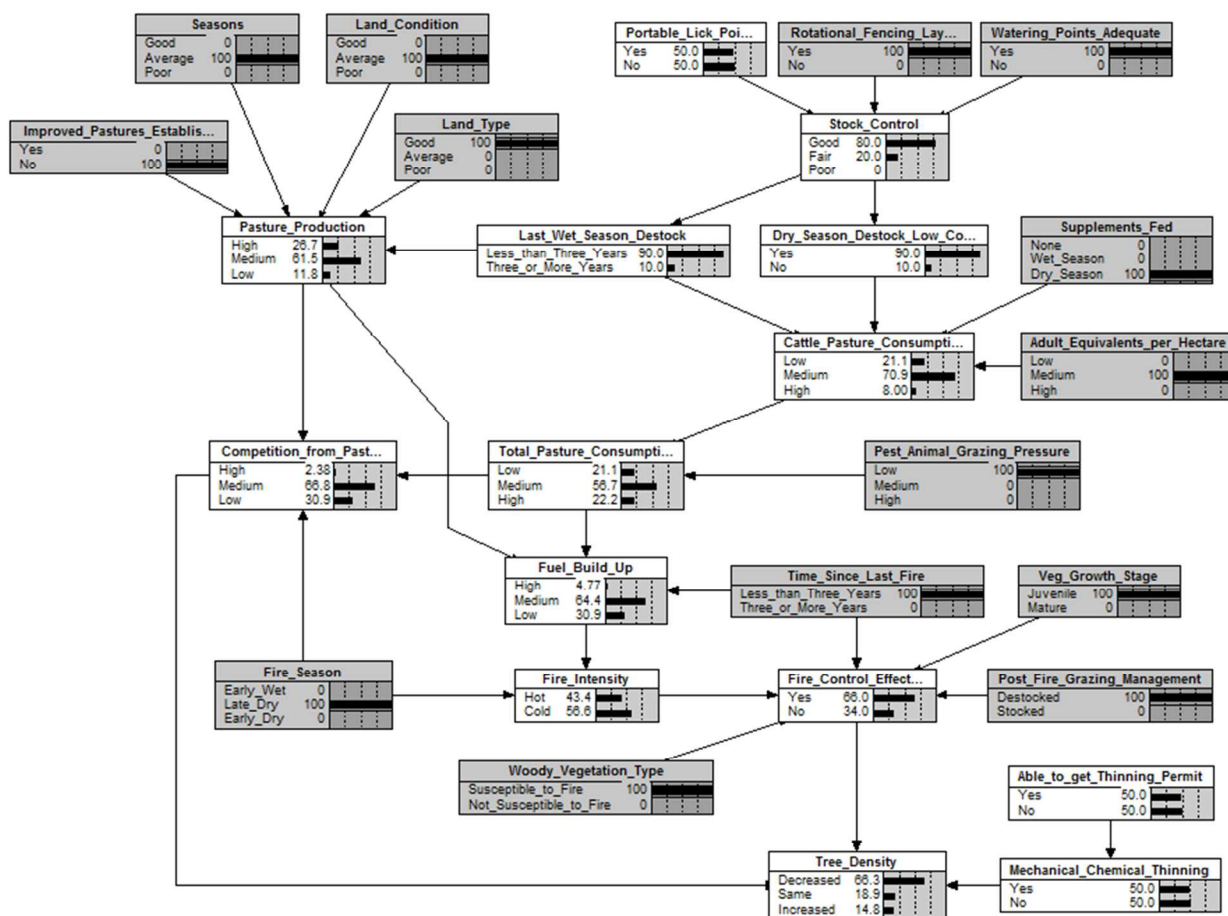 Seasons
Good 0
Average 100
Poor 0
Land_Condition
Good 0
Average 100
Poor 0
Portable_Lick_Poi...
Yes 50.0
No 50.0
Rotational_Fencing_Lay...
Yes 100
No 0
Watering_Points_Adequate
Yes 100
No 0
Improved_Pastures_Establis...
Yes 0
No 100
Land_Type
Good 100
Average 0
Poor 0
Stock_Control
Good 80.0
Fair 20.0
Poor 0
Pasture_Production
High 26.7
Medium 61.5
Low 11.8
Last_Wet_Season_Destock
Less_than_Three_Years 90.0
Three_or_More_Years 10.0
Dry_Season_Destock_Low_Co...
Yes 90.0
No 10.0
Supplements_Fed
None 0
Wet_Season 0
Dry_Season 100
Cattle_Pasture_Consumpti...
Low 21.1
Medium 70.9
High 8.00
Adult_Equivalents_per_Hectare
Low 0
Medium 100
High 0
Competition_from_Past...
High 2.38
Medium 66.8
Low 30.9
Total_Pasture_Consumpti...
Low 21.1
Medium 56.7
High 22.2
Pest_Animal_Grazing_Pressure
Low 100
Medium 0
High 0
Fuel_Build_Up
High 4.77
Medium 64.4
Low 30.9
Time_Since_Last_Fire
Less_than_Three_Years 100
Three_or_More_Years 0
Veg_Growth_Stage
Juvenile 100
Mature 0
Fire_Season
Early_Wet 0
Late_Dry 100
Early_Dry 0
Fire_Intensity
Hot 43.4
Cold 56.6
Fire_Control_Effect...
Yes 66.0
No 34.0
Post_Fire_Grazing_Management
Destocked 100
Stocked 0
Woody_Vegetation_Type
Susceptible_to_Fire 100
Not_Susceptible_to_Fire 0
Able_to_get_Thinning_Permit
Yes 50.0
No 50.0
Tree_Density
Decreased 66.3
Same 18.9
Increased 14.8
Mechanical_Chemical_Thinning
Yes 50.0
No 50.0